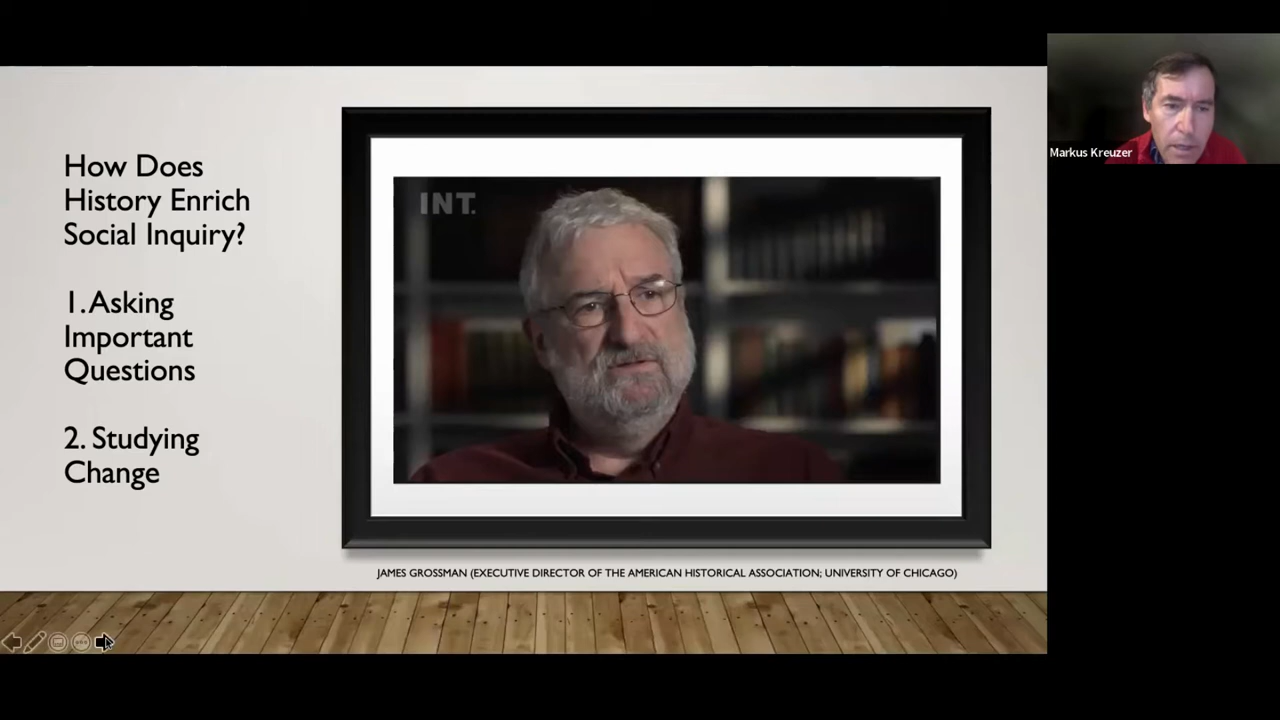 How Does
History Enrich
Social Inquiry?
1. Asking
Important
Questions
2. Studying
Change
INT.
JAMES GROSSMAN (EXECUTIVE DIRECTOR OF THE AMERICAN HISTORICAL ASSOCIATION; UNIVERSITY OF CHICAGO)
Markus Kreuzer